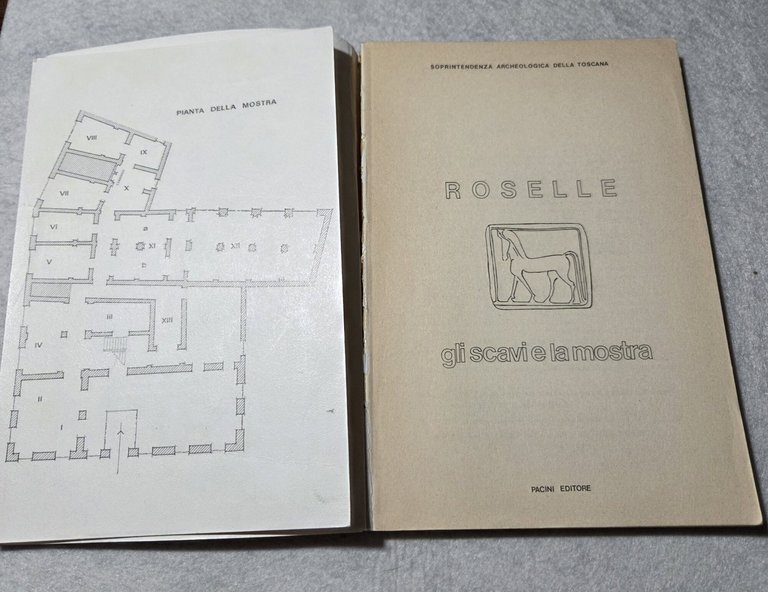 PIANTA DELLA MOSTRA
VIII
IX
VII
X
VI
a
XI
XII
V
b
III
XIII
IV
II
I
SOPRINTENDENZA ARCHEOLOGICA DELLA TOSCANA
ROSELLE
gli scavi e la mostra
PACINI EDITORE